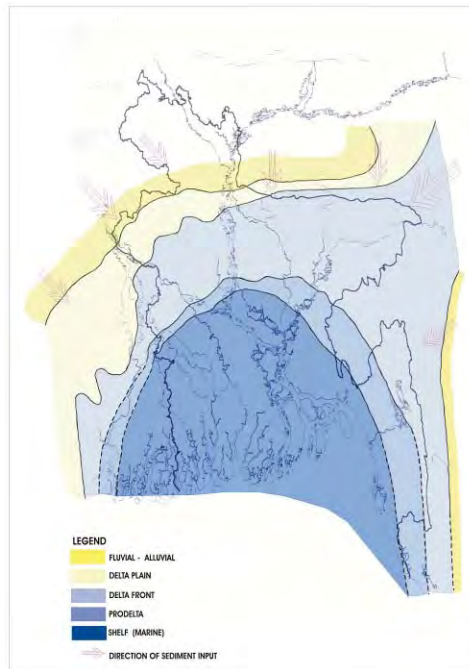 LEGEND
FLUVIAL - ALLUVIAL
DELTA PLAIN
DELTA FRONT
PRODELTA
SHELF (MARINE)
DIRECTION OF SEDIMENT INPUT